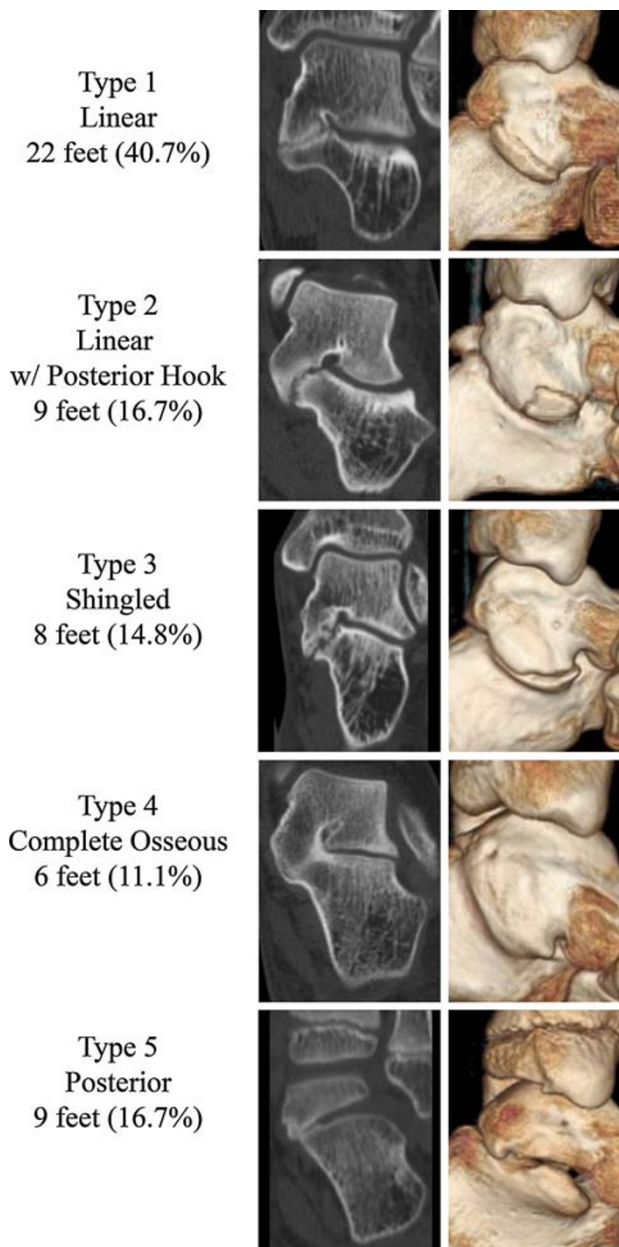 Type 1
Linear
22 feet (40.7%)
Type 2
Linear
w/ Posterior Hook
9 feet (16.7%)
Type 3
Shingled
8 feet (14.8%)
Type 4
Complete Osseous
6 feet (11.1%)
Type 5
Posterior
9 feet (16.7%)